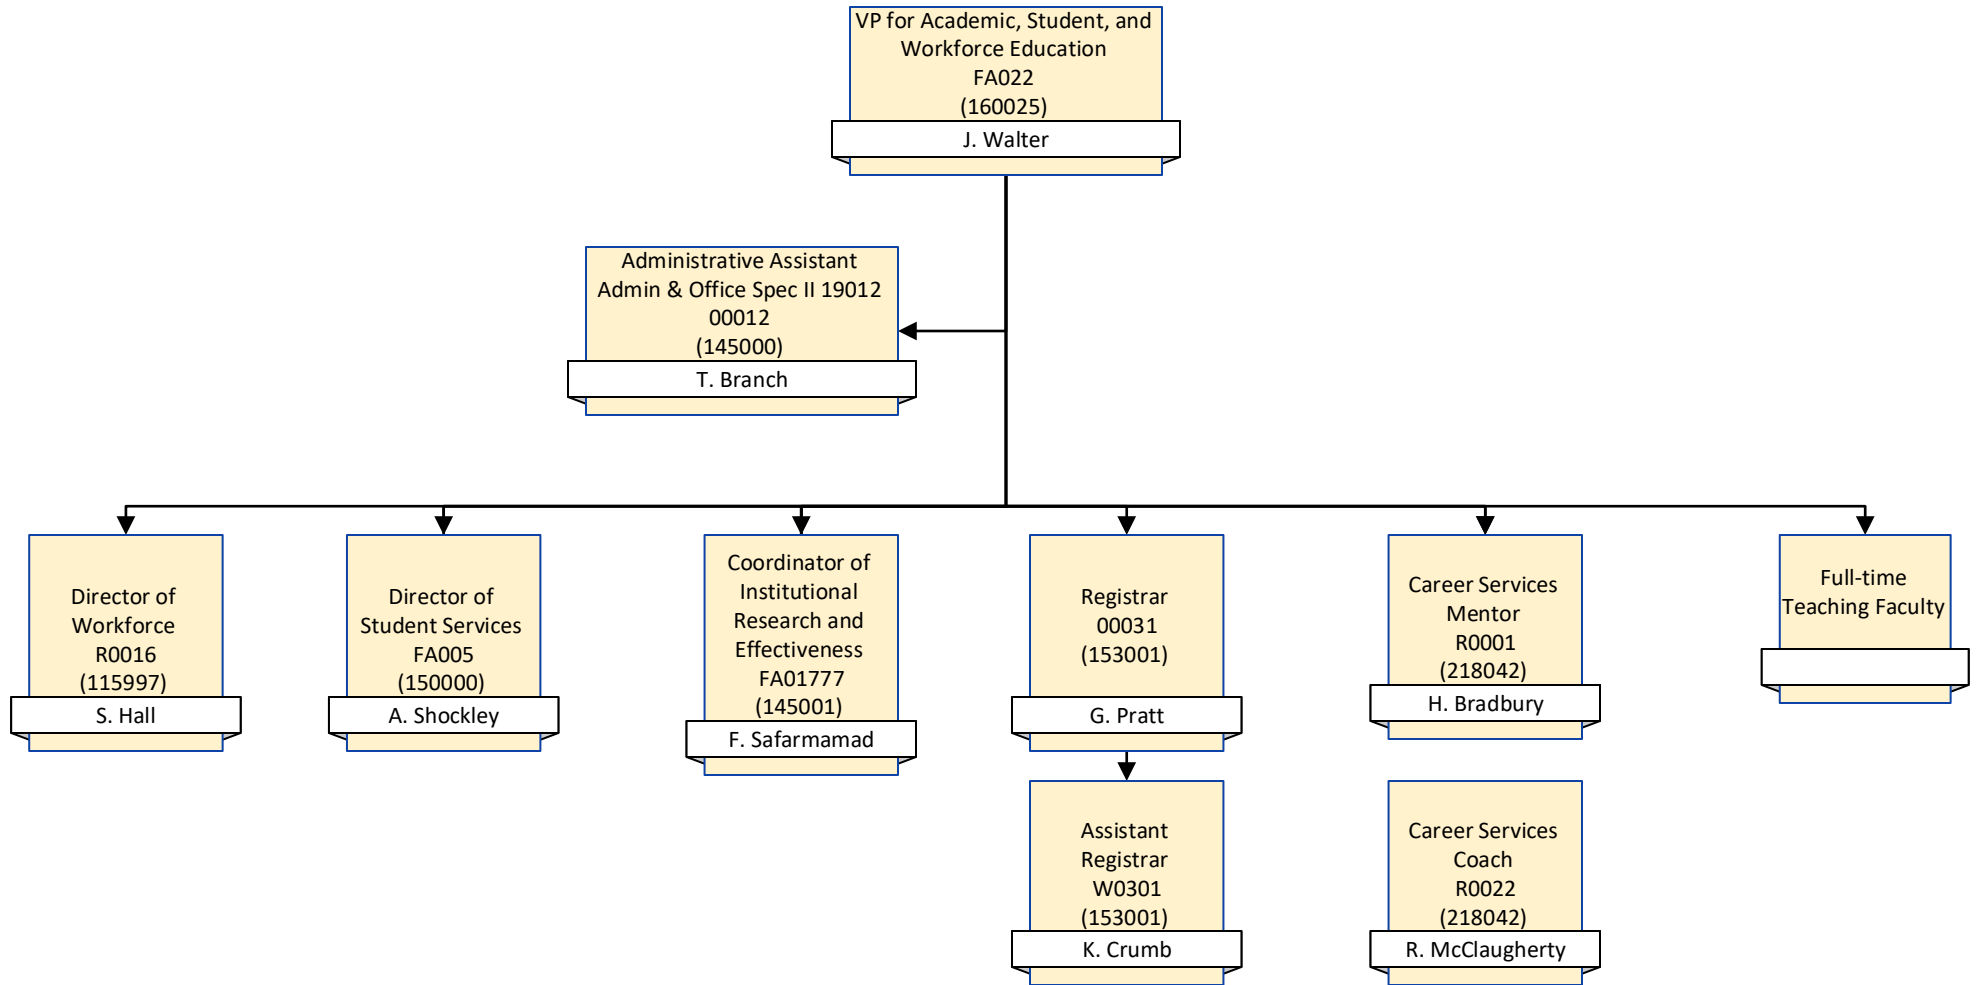 VP for Academic, Student, and
Workforce Education
FA022
(160025)
J. Walter
Administrative Assistant
Admin & Office Spec II 19012
00012
(145000)
T. Branch
Director of
Workforce
R0016
(115997)
S. Hall
Director of
Student Services
FA005
(150000)
A. Shockley
Coordinator of
Institutional
Research and
Effectiveness
FA01777
(145001)
F. Safarmamad
Registrar
00031
(153001)
G. Pratt
Career Services
Mentor
R0001
(218042)
H. Bradbury
Full-time
Teaching Faculty
Assistant
Registrar
W0301
(153001)
K. Crumb
Career Services
Coach
R0022
(218042)
R. McClaugherty